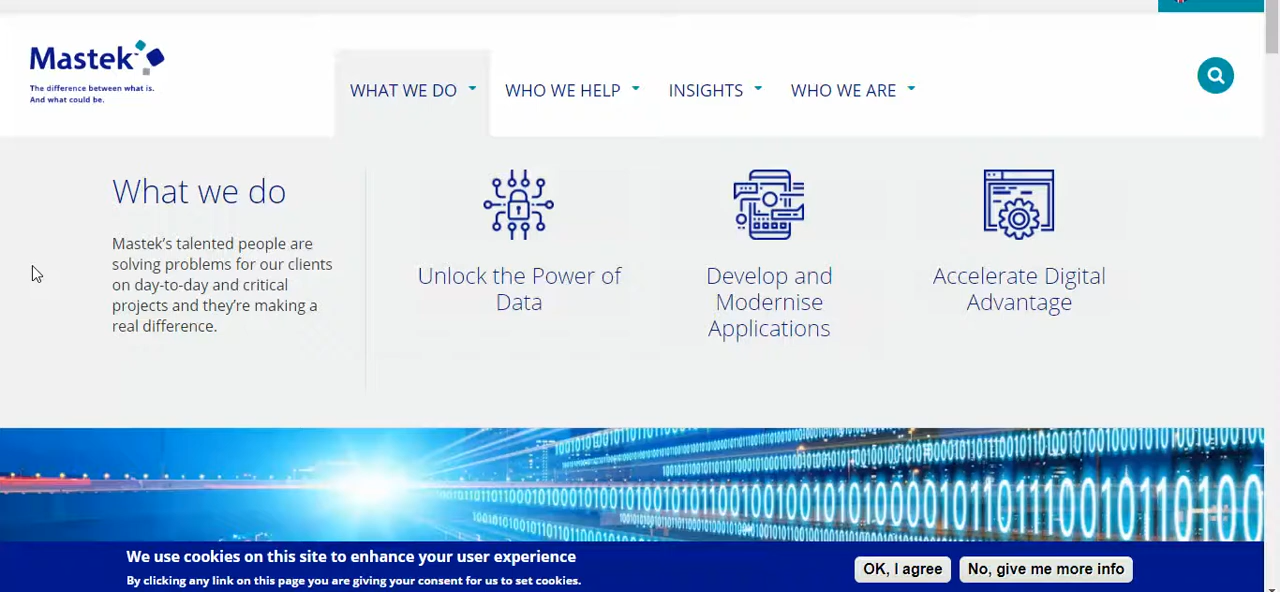 Mastek
The difference between what is.
And what could be.
WHAT WE DO
WHO WE HELP
INSIGHTS
WHO WE ARE
What we do
Mastek’s talented people are
solving problems for our clients
on day-to-day and critical
projects and they’re making a
real difference.
Unlock the Power of
Data
Develop and
Modernise
Applications
Accelerate Digital
Advantage
We use cookies on this site to enhance your user experience
By clicking any link on this page you are giving your consent for us to set cookies.
OK, I agree
No, give me more info